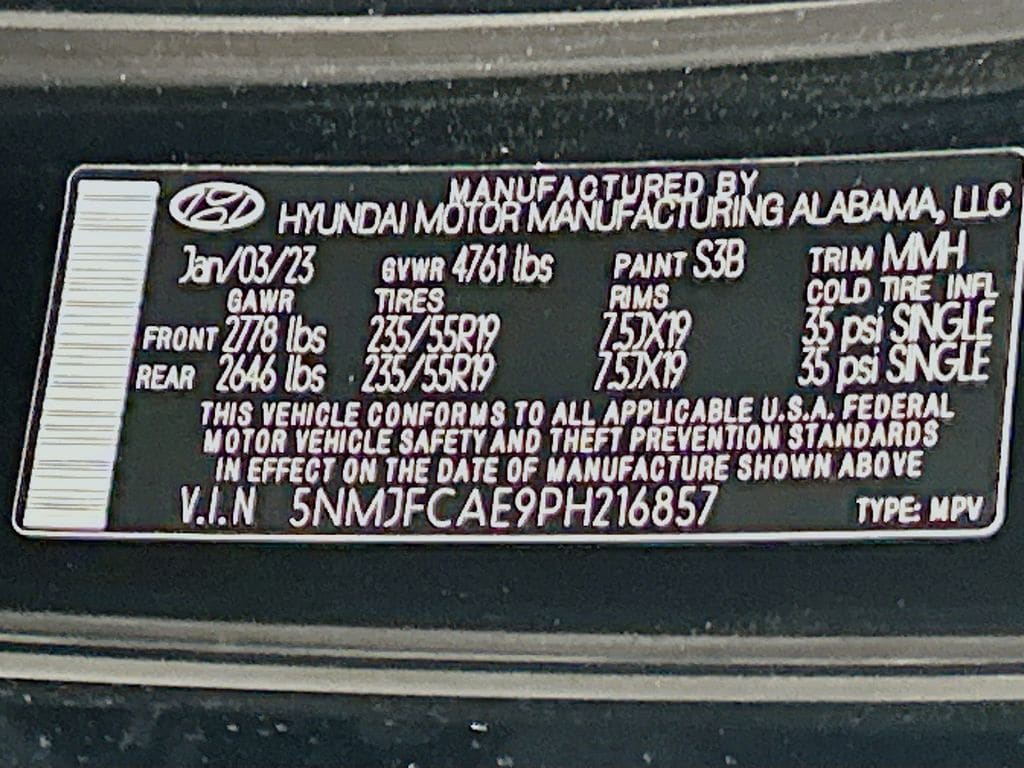 MANUFACTURED BY
HYUNDAI MOTOR MANUFACTURING ALABAMA, LLC
Jan/03/23 GVWR 4761 lbs PAINT S3B TRIM MMH
GAWR TIRES RIMS COLD TIRE INFL
FRONT 2778 lbs 235/55R19 7.5JX19 35 psi SINGLE
REAR 2646 lbs 235/55R19 7.5JX19 35 psi SINGLE
THIS VEHICLE CONFORMS TO ALL APPLICABLE U.S.A. FEDERAL
MOTOR VEHICLE SAFETY AND THEFT PREVENTION STANDARDS
IN EFFECT ON THE DATE OF MANUFACTURE SHOWN ABOVE
V.I.N 5NMJFCAE9PH216857 TYPE: MPV